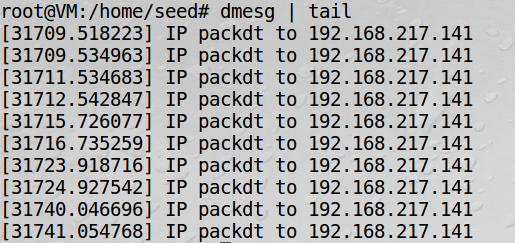 root@VM:/home/seed# dmesg | tail
[31709.518223] IP packdt to 192.168.217.141
[31709.534963] IP packdt to 192.168.217.141
[31711.534683] IP packdt to 192.168.217.141
[31712.542847] IP packdt to 192.168.217.141
[31715.726077] IP packdt to 192.168.217.141
[31716.735259] IP packdt to 192.168.217.141
[31723.918716] IP packdt to 192.168.217.141
[31724.927542] IP packdt to 192.168.217.141
[31740.046696] IP packdt to 192.168.217.141
[31741.054768] IP packdt to 192.168.217.141